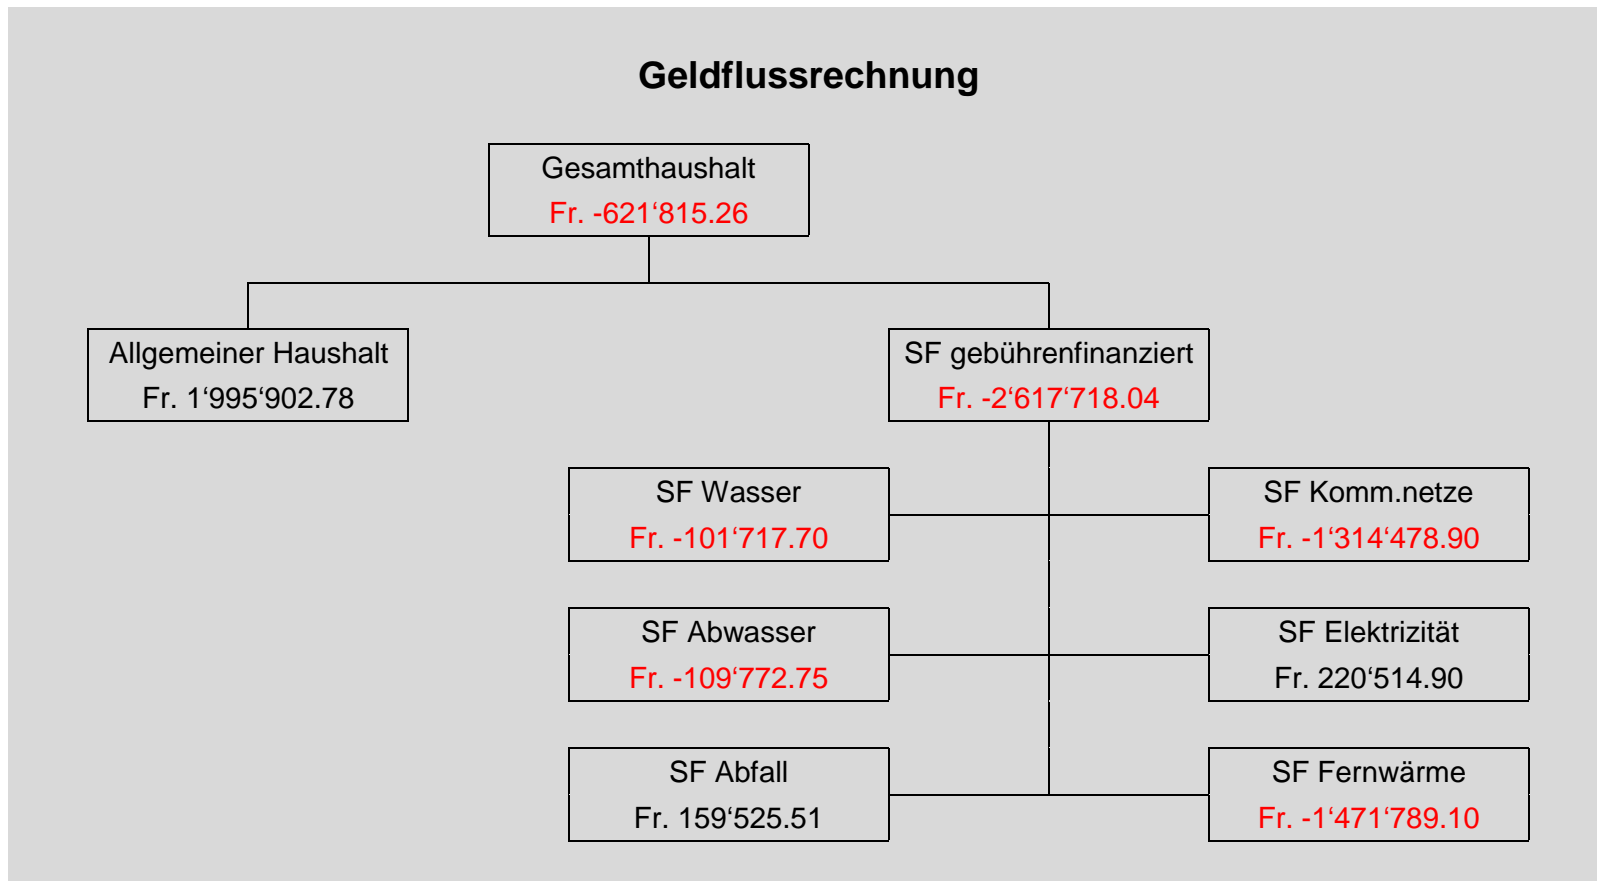 Geldflussrechnung
Gesamthaushalt
Fr. -621‘815.26
Allgemeiner Haushalt
Fr. 1‘995‘902.78
SF gebührenfinanziert
Fr. -2‘617‘718.04
SF Wasser
Fr. -101‘717.70
SF Komm.netze
Fr. -1‘314‘478.90
SF Abwasser
Fr. -109‘772.75
SF Elektrizität
Fr. 220‘514.90
SF Abfall
Fr. 159‘525.51
SF Fernwärme
Fr. -1‘471‘789.10